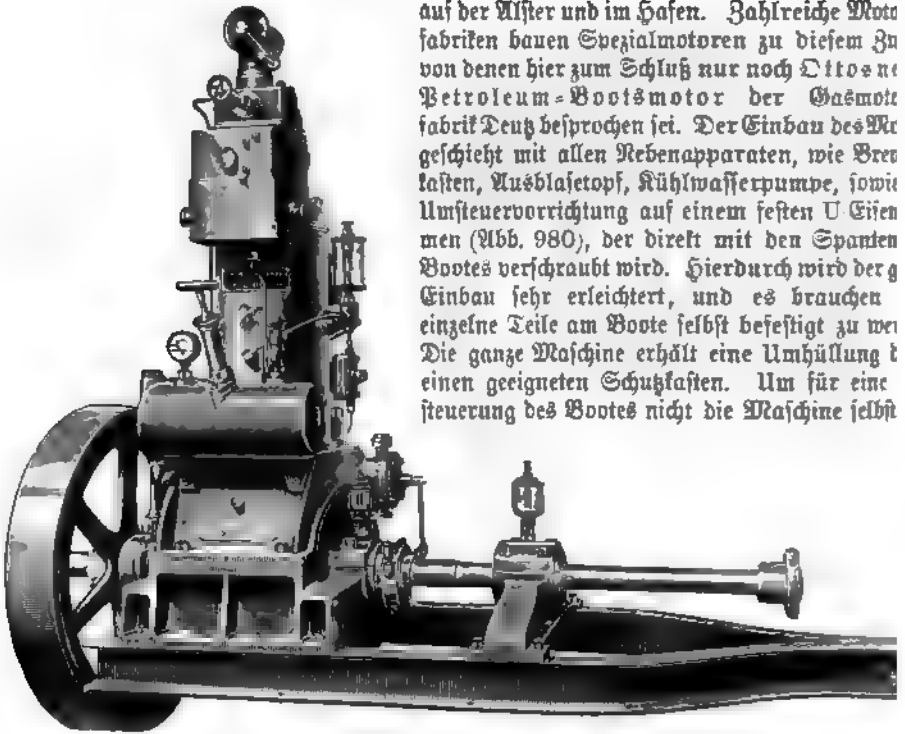 auf der Alster und im Hafen. Zahlreiche Moto
fabriken bauen Spezialmotoren zu diesem Zw
von denen hier zum Schluß nur noch Ottos ne
Petroleum-Bootsmotor der Gasmoto
fabrik Deutz besprochen sei. Der Einbau des Mo
geschieht mit allen Nebenapparaten, wie Bren
kasten, Ausblasetopf, Kühlwasserpumpe, sowie
Umsteuervorrichtung auf einem festen U Eisen
men (Abb. 980), der direkt mit den Spanten
Bootes verschraubt wird. Hierdurch wird der g
Einbau sehr erleichtert, und es brauchen
einzelne Teile am Boote selbst befestigt zu wer
Die ganze Maschine erhält eine Umhüllung d
einen geeigneten Schutzkasten. Um für eine
steuerung des Bootes nicht die Maschine selbst